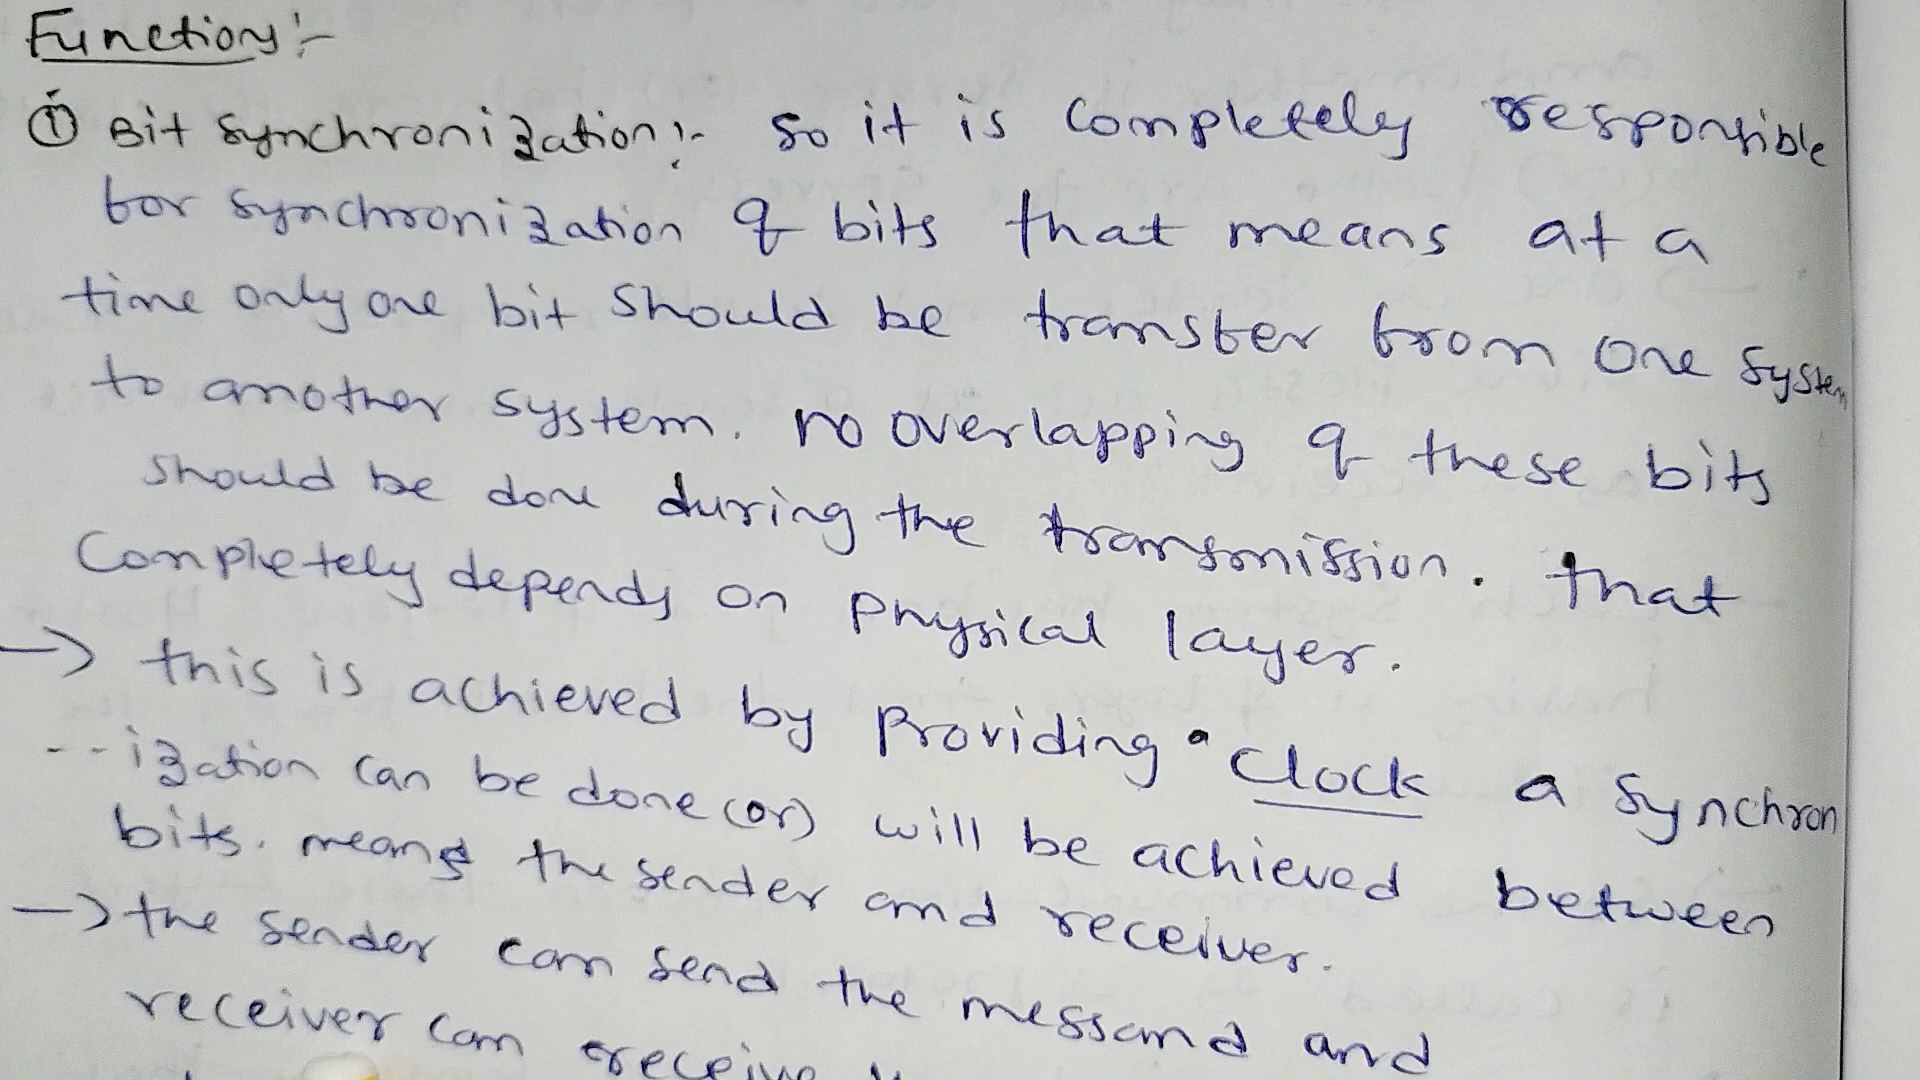 Functions:-
① Bit synchronization:- So it is completely responsible
for synchronization of bits that means at a
time only one bit should be transfer from one system
to another system. no overlapping of these bits
should be done during the transmission. that
Completely depends on Physical layer.
→ this is achieved by Providing clock a synchron
--ization can be done (or) will be achieved between
bits. means the sender and receiver.
→ the sender can send the messand and
receiver can receive